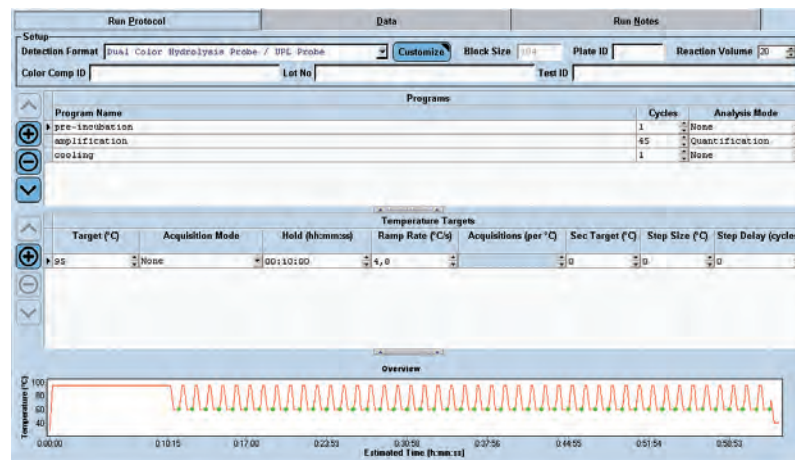 Run Protocol Data Run Notes
Setup
Detection Format Dual Color Hydrolysis Probe / UPL Probe Customize Block Size 384 Plate ID Reaction Volume 20
Color Comp ID Lot No Test ID
Programs
Program Name Cycles Analysis Mode
pre-incubation 1 None
amplification 45 Quantification
cooling 1 None
Temperature Targets
Target (°C) Acquisition Mode Hold (hh:mm:ss) Ramp Rate (°C/s) Acquisitions (per °C) Sec Target (°C) Step Size (°C) Step Delay (cycles
95 None 00:10:00 4,8 0 0 0
Overview
Temperature (°C)
100
80
60
40
0:00:00 0:10:15 0:17:00 0:23:53 0:30:58 0:37:56 0:44:55 0:51:54 0:58:53
Estimated Time (h:mm:ss)